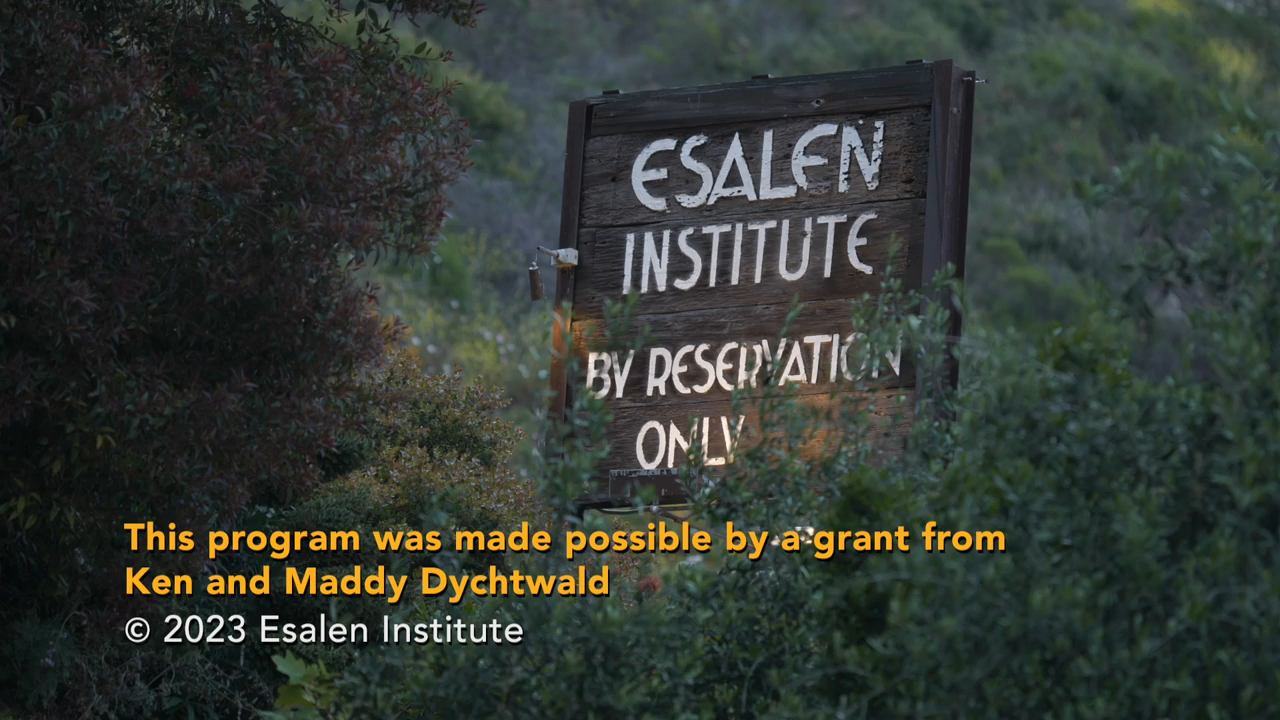 ESALEN
INSTITUTE
BY RESERVATION
ONLY
This program was made possible by a grant from
Ken and Maddy Dychtwald
© 2023 Esalen Institute